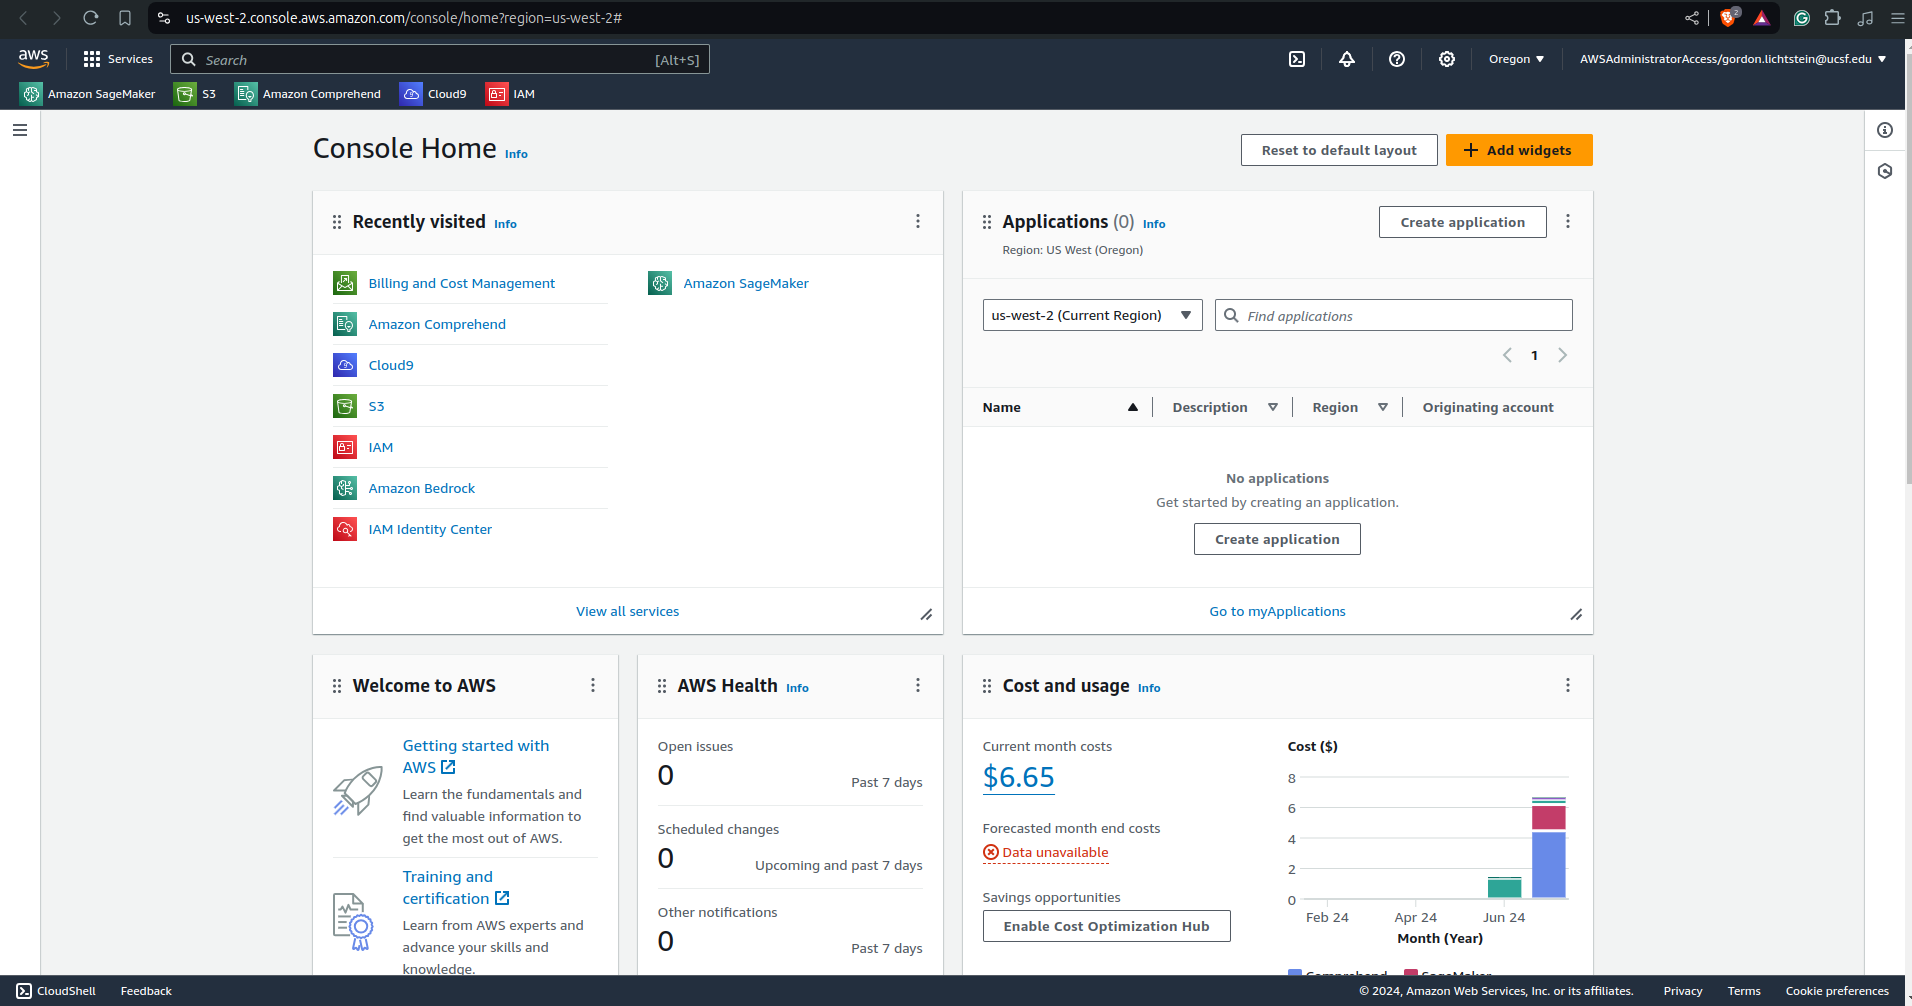 us-west-2.console.aws.amazon.com/console/home?region=us-west-2#
2
aws
Services
Search
[Alt+S]
Oregon
AWSAdministratorAccess/gordon.lichtstein@ucsf.edu
Amazon SageMaker
S3
Amazon Comprehend
Cloud9
IAM
Console Home Info
Reset to default layout
Add widgets
Recently visited Info
Billing and Cost Management
Amazon Comprehend
Cloud9
S3
IAM
Amazon Bedrock
IAM Identity Center
Amazon SageMaker
View all services
Applications (0) Info
Region: US West (Oregon)
Create application
us-west-2 (Current Region)
Find applications
1
Name
Description
Region
Originating account
No applications
Get started by creating an application.
Create application
Go to myApplications
Welcome to AWS
Getting started with
AWS
Learn the fundamentals and
find valuable information to
get the most out of AWS.
Training and
certification
Learn from AWS experts and
advance your skills and
knowledge.
AWS Health Info
Open issues
0
Past 7 days
Scheduled changes
0
Upcoming and past 7 days
Other notifications
0
Past 7 days
Cost and usage Info
Current month costs
$6.65
Forecasted month end costs
Data unavailable
Savings opportunities
Enable Cost Optimization Hub
Cost ($)
8
6
4
2
0
Feb 24
Apr 24
Jun 24
Month (Year)
Comprehend
SageMaker
CloudShell
Feedback
© 2024, Amazon Web Services, Inc. or its affiliates.
Privacy
Terms
Cookie preferences